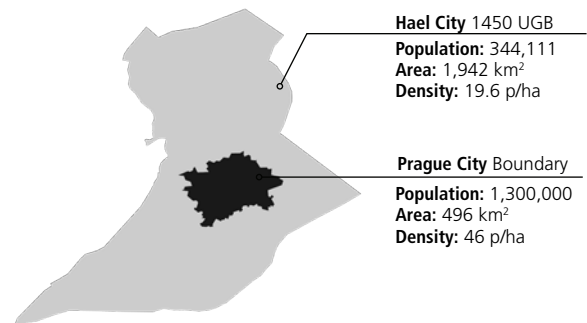 Hael City 1450 UGB
Population: 344,111
Area: 1,942 km²
Density: 19.6 p/ha
Prague City Boundary
Population: 1,300,000
Area: 496 km²
Density: 46 p/ha